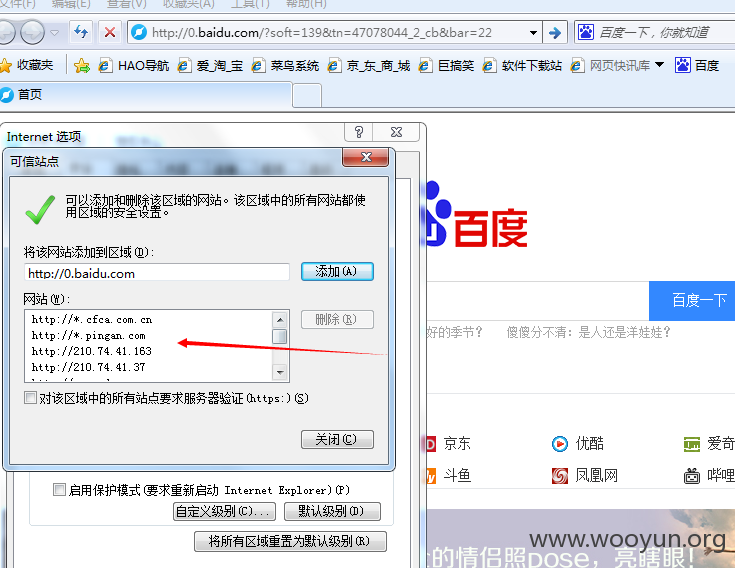 文件(F) 编辑(E) 查看(V) 收藏夹(A) 工具(T) 帮助(H)
http://0.baidu.com/?soft=139&tn=47078044_2_cb&bar=22 百度一下，你就知道
收藏夹 HAO导航 爱_淘_宝 菜鸟系统 京_东_商_城 巨搞笑 软件下载站 网页快讯库 百度
首页
Internet 选项
可信站点
可以添加和删除该区域的网站。该区域中的所有网站都使
用区域的安全设置。
百度
将该网站添加到区域(D):
http://0.baidu.com 添加(A)
网站(W):
百度一下
http://*.cfca.com.cn 删除(R)
http://*.pingan.com
好的季节？ 傻傻分不清：是人还是洋娃娃？
http://210.74.41.163
http://210.74.41.37
对该区域中的所有站点要求服务器验证(https:)(S)
关闭(C)
京东 优酷 爱奇
斗鱼 凤凰网 哔哩
启用保护模式(要求重新启动 Internet Explorer)(P)
自定义级别(C)... 默认级别(D)
将所有区域重置为默认级别(R)
www.wooyun.org
的情侣照pose，亮瞎眼！